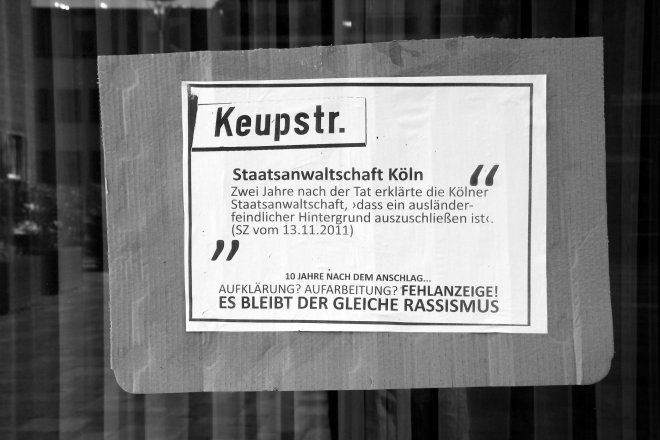 Keupstr.
Staatsanwaltschaft Köln “
Zwei Jahre nach der Tat erklärte die Kölner
Staatsanwaltschaft, ›dass ein ausländer-
feindlicher Hintergrund auszuschließen ist‹.
(SZ vom 13.11.2011)
”
10 JAHRE NACH DEM ANSCHLAG...
AUFKLÄRUNG? AUFARBEITUNG? FEHLANZEIGE!
ES BLEIBT DER GLEICHE RASSISMUS